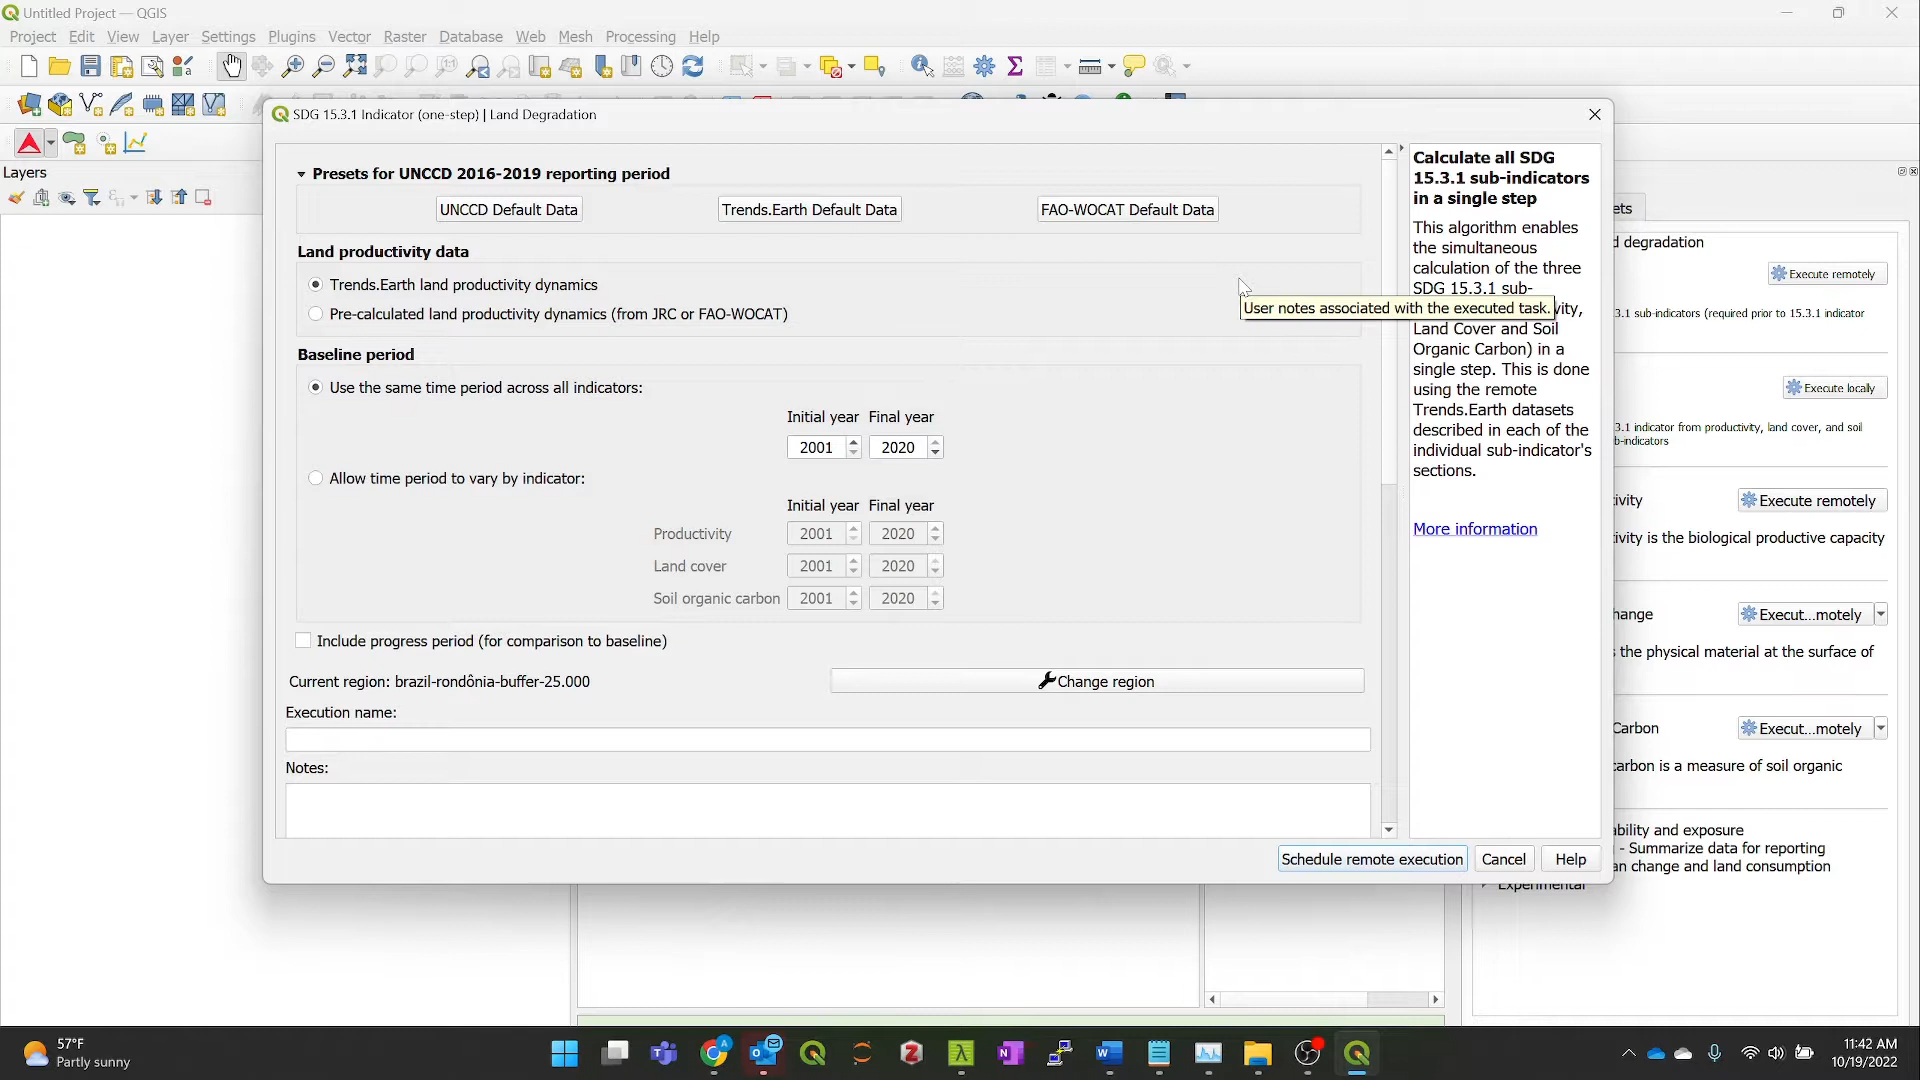 Untitled Project — QGIS
Project Edit View Layer Settings Plugins Vector Raster Database Web Mesh Processing Help
SDG 15.3.1 Indicator (one-step) | Land Degradation
Layers
Presets for UNCCD 2016-2019 reporting period
UNCCD Default Data Trends.Earth Default Data FAO-WOCAT Default Data
Land productivity data
Trends.Earth land productivity dynamics
Pre-calculated land productivity dynamics (from JRC or FAO-WOCAT)
Baseline period
Use the same time period across all indicators:
Initial year Final year
2001 2020
Allow time period to vary by indicator:
Initial year Final year
Productivity 2001 2020
Land cover 2001 2020
Soil organic carbon 2001 2020
Include progress period (for comparison to baseline)
Current region: brazil-rondônia-buffer-25.000 Change region
Execution name:
Notes:
Schedule remote execution Cancel Help
Calculate all SDG
15.3.1 sub-indicators
in a single step
This algorithm enables
the simultaneous
calculation of the three
SDG 15.3.1 sub-
User notes associated with the executed task. vity,
Land Cover and Soil
Organic Carbon) in a
single step. This is done
using the remote
Trends.Earth datasets
described in each of the
individual sub-indicator's
sections.
More information
ets
d degradation
Execute remotely
3.1 sub-indicators (required prior to 15.3.1 indicator
Execute locally
3.1 indicator from productivity, land cover, and soil
b-indicators
ivity Execute remotely
ivity is the biological productive capacity
hange Execut...motely
s the physical material at the surface of
Carbon Execut...motely
carbon is a measure of soil organic
ability and exposure
- Summarize data for reporting
an change and land consumption
Experimental
57°F
Partly sunny
11:42 AM
10/19/2022